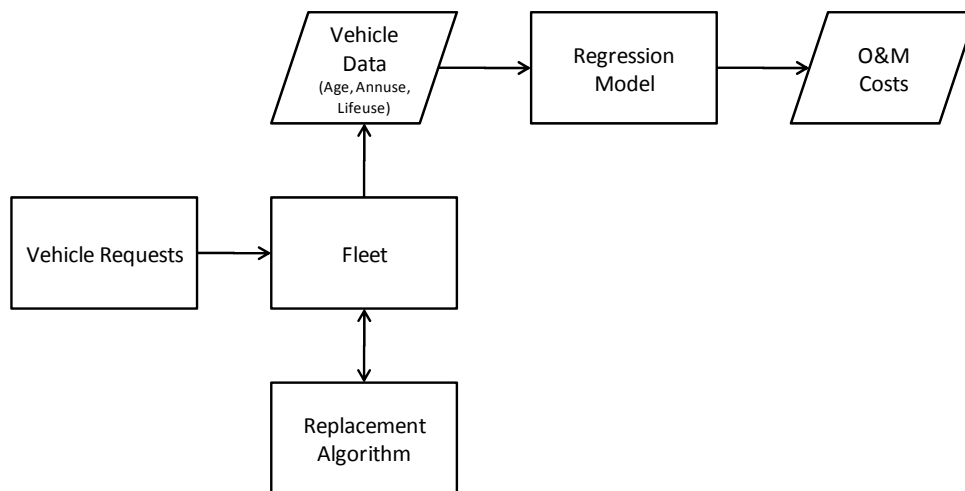 Vehicle
Data
(Age, Annuse,
Lifeuse)
Regression
Model
O&M
Costs
Vehicle Requests
Fleet
Replacement
Algorithm